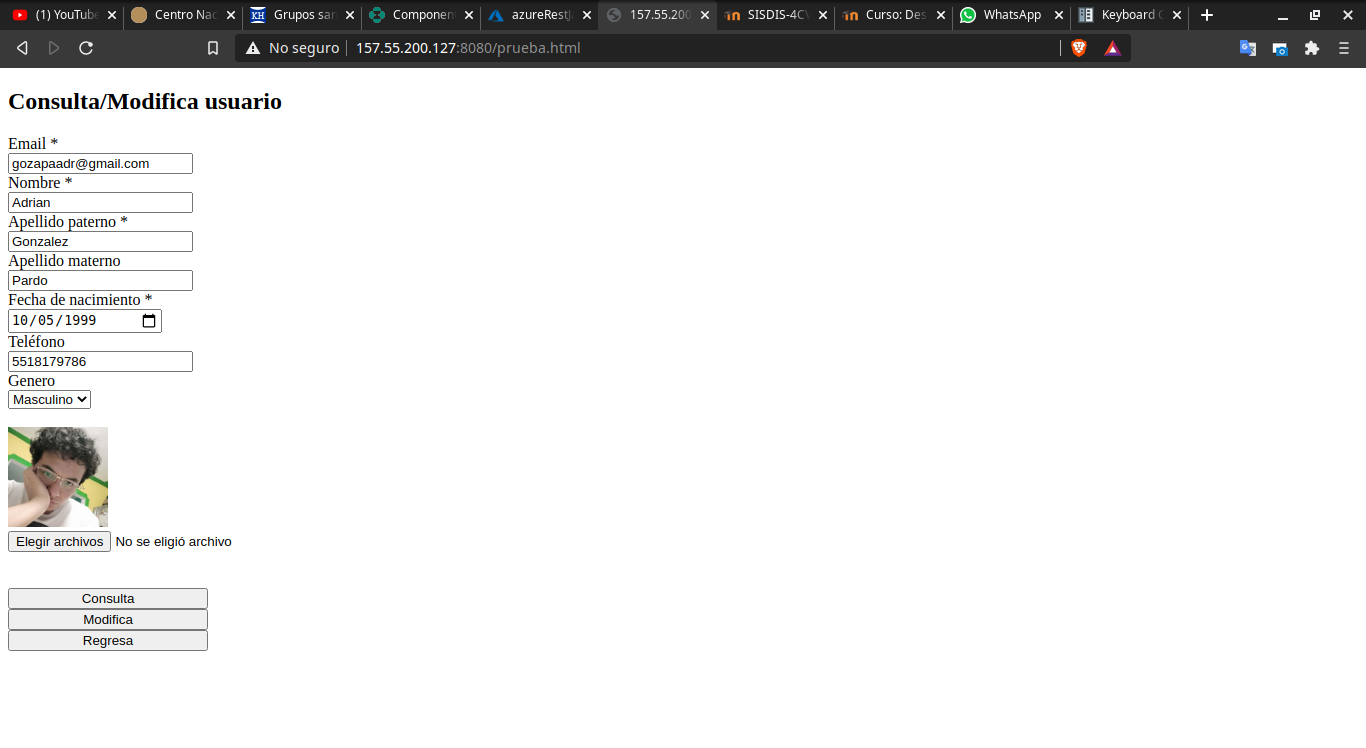 (1) YouTube
Centro Nac
Grupos san
Component
azureRestJ
157.55.200
SISDIS-4CV
Curso: Des
WhatsApp
Keyboard C
No seguro
157.55.200.127:8080/prueba.html
Consulta/Modifica usuario
Email *
gozapaadr@gmail.com
Nombre *
Adrian
Apellido paterno *
Gonzalez
Apellido materno
Pardo
Fecha de nacimiento *
10/05/1999
Teléfono
5518179786
Genero
Masculino
Elegir archivos No se eligió archivo
Consulta
Modifica
Regresa